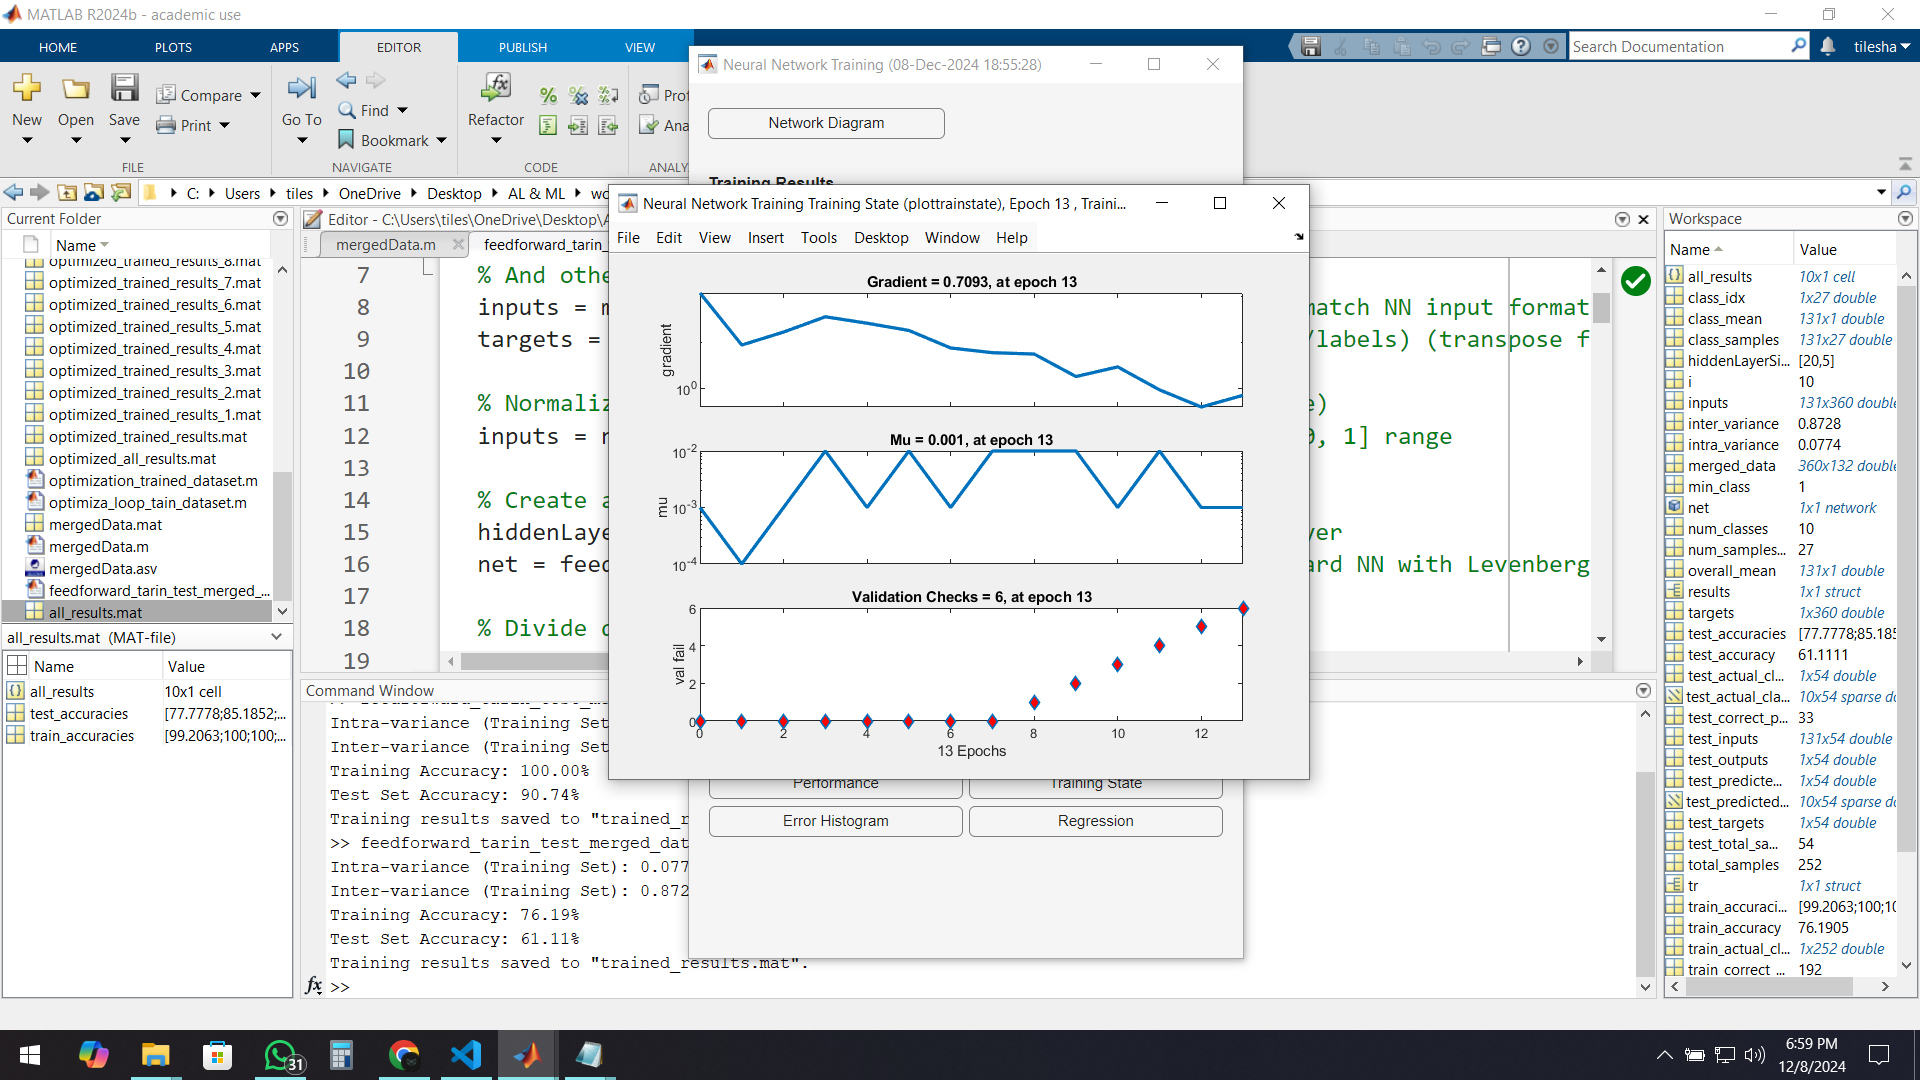 MATLAB R2024b - academic use
HOME
PLOTS
APPS
EDITOR
PUBLISH
VIEW
Search Documentation
tilesha
New
Open
Save
Compare
Print
FILE
Go To
Find
Bookmark
NAVIGATE
Refactor
CODE
Prof
Ana
ANALY
C:
Users
tiles
OneDrive
Desktop
AL & ML
wo
Current Folder
Name
optimized_trained_results_8.mat
optimized_trained_results_7.mat
optimized_trained_results_6.mat
optimized_trained_results_5.mat
optimized_trained_results_4.mat
optimized_trained_results_3.mat
optimized_trained_results_2.mat
optimized_trained_results_1.mat
optimized_trained_results.mat
optimized_all_results.mat
optimization_trained_dataset.m
optimiza_loop_tain_dataset.m
mergedData.mat
mergedData.m
mergedData.asv
feedforward_tarin_test_merged_...
all_results.mat
all_results.mat (MAT-file)
Name
Value
all_results
10x1 cell
test_accuracies
[77.7778;85.1852;...
train_accuracies
[99.2063;100;100;...
Editor - C:\Users\tiles\OneDrive\Desktop\A
mergedData.m
feedforward_tarin_
7
% And othe
8
inputs = m
match NN input format
9
targets =
/labels) (transpose f
10
11
% Normaliz
e)
12
inputs = n
0, 1] range
13
14
% Create a
15
hiddenLaye
yer
16
net = feed
ard NN with Levenberg
17
18
% Divide d
19
Command Window
Intra-variance (Training Set
Inter-variance (Training Set
Training Accuracy: 100.00%
Test Set Accuracy: 90.74%
Training results saved to "trained_r
>> feedforward_tarin_test_merged_dat
Intra-variance (Training Set): 0.077
Inter-variance (Training Set): 0.872
Training Accuracy: 76.19%
Test Set Accuracy: 61.11%
Training results saved to "trained_results.mat".
fx
>>
Neural Network Training (08-Dec-2024 18:55:28)
Network Diagram
Training Results
Neural Network Training Training State (plottrainstate), Epoch 13 , Traini...
File
Edit
View
Insert
Tools
Desktop
Window
Help
Gradient = 0.7093, at epoch 13
gradient
10^0
Mu = 0.001, at epoch 13
mu
10^-2
10^-3
10^-4
Validation Checks = 6, at epoch 13
val fail
6
4
2
0
0
2
4
6
8
10
12
13 Epochs
Performance
Training State
Error Histogram
Regression
Workspace
Name
Value
all_results
10x1 cell
class_idx
1x27 double
class_mean
131x1 double
class_samples
131x27 double
hiddenLayerSi...
[20,5]
i
10
inputs
131x360 double
inter_variance
0.8728
intra_variance
0.0774
merged_data
360x132 double
min_class
1
net
1x1 network
num_classes
10
num_samples...
27
overall_mean
131x1 double
results
1x1 struct
targets
1x360 double
test_accuracies
[77.7778;85.185
test_accuracy
61.1111
test_actual_cl...
1x54 double
test_actual_cla...
10x54 sparse do
test_correct_p...
33
test_inputs
131x54 double
test_outputs
1x54 double
test_predicte...
1x54 double
test_predicted...
10x54 sparse do
test_targets
1x54 double
test_total_sa...
54
total_samples
252
tr
1x1 struct
train_accuraci...
[99.2063;100;10
train_accuracy
76.1905
train_actual_cl...
1x252 double
train_correct_...
192
31
6:59 PM
12/8/2024